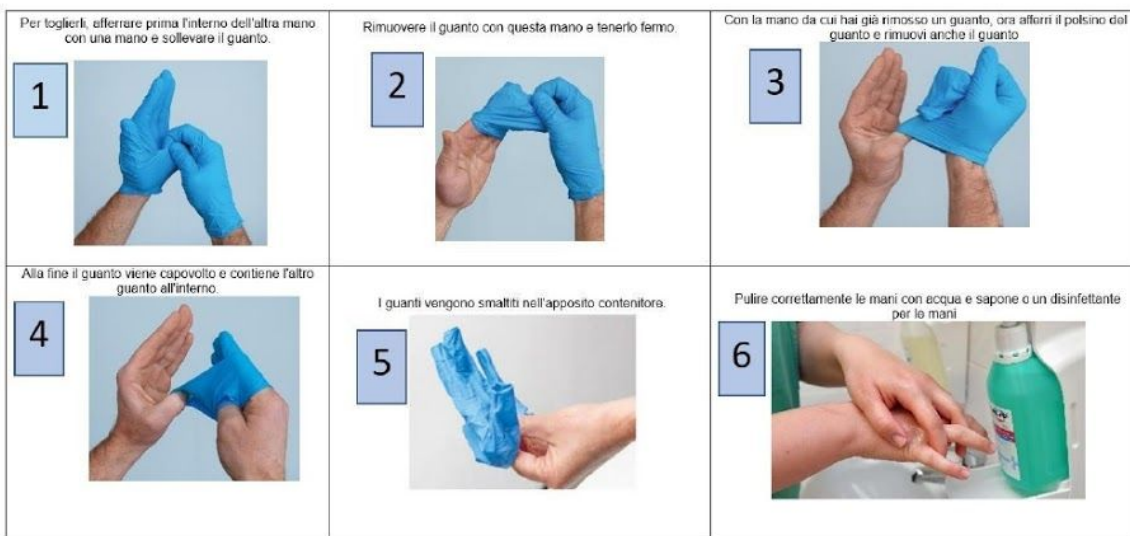 Per toglierli, afferrare prima l'interno dell'altra mano
con una mano e sollevare il guanto.
1
Rimuovere il guanto con questa mano e tenerlo fermo.
2
Con la mano da cui hai già rimosso un guanto, ora afferri il polsino del
guanto e rimuovi anche il guanto
3
Alla fine il guanto viene capovolto e contiene l'altro
guanto all'interno.
4
I guanti vengono smaltiti nell'apposito contenitore.
5
Pulire correttamente le mani con acqua e sapone o un disinfettante
per le mani
6